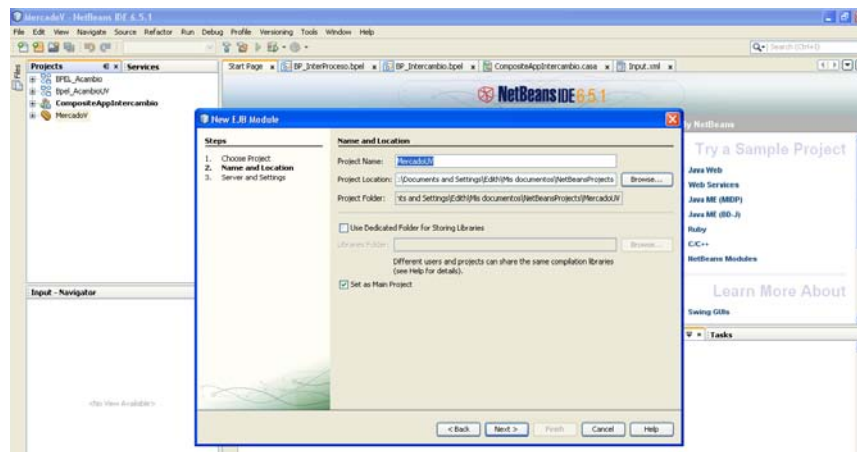 MercadoV - NetBeans IDE 6.5.1
File Edit View Navigate Source Refactor Run Debug Profile Versioning Tools Window Help
Search (Ctrl+I)
Files
Projects
Services
Start Page
BP_InterProceso.bpel
BP_Intercambio.bpel
CompositeAppIntercambio.casa
Input.xml
BPEL_Acambio
Bpel_AcambioUV
CompositeAppIntercambio
MercadoV
NetBeans IDE 6.5.1
New EJB Module
Steps
1. Choose Project
2. Name and Location
3. Server and Settings
Name and Location
Project Name: MercadoUV
Project Location: :\Documents and Settings\Edith\Mis documentos\NetBeansProjects Browse...
Project Folder: nts and Settings\Edith\Mis documentos\NetBeansProjects\MercadoUV
Use Dedicated Folder for Storing Libraries
Libraries Folder: Browse...
Different users and projects can share the same compilation libraries
(see Help for details).
Set as Main Project
< Back Next > Finish Cancel Help
Try a Sample Project
Java Web
Web Services
Java ME (MIDP)
Java ME (BD-J)
Ruby
C/C++
NetBeans Modules
Learn More About
Swing GUIs
Input - Navigator
<No View Available>
Tasks